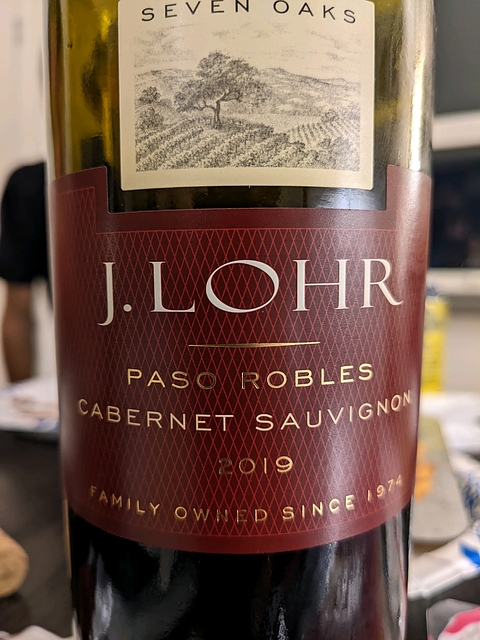 SEVEN OAKS
J. LOHR
PASO ROBLES
CABERNET SAUVIGNON
2019
FAMILY OWNED SINCE 1974